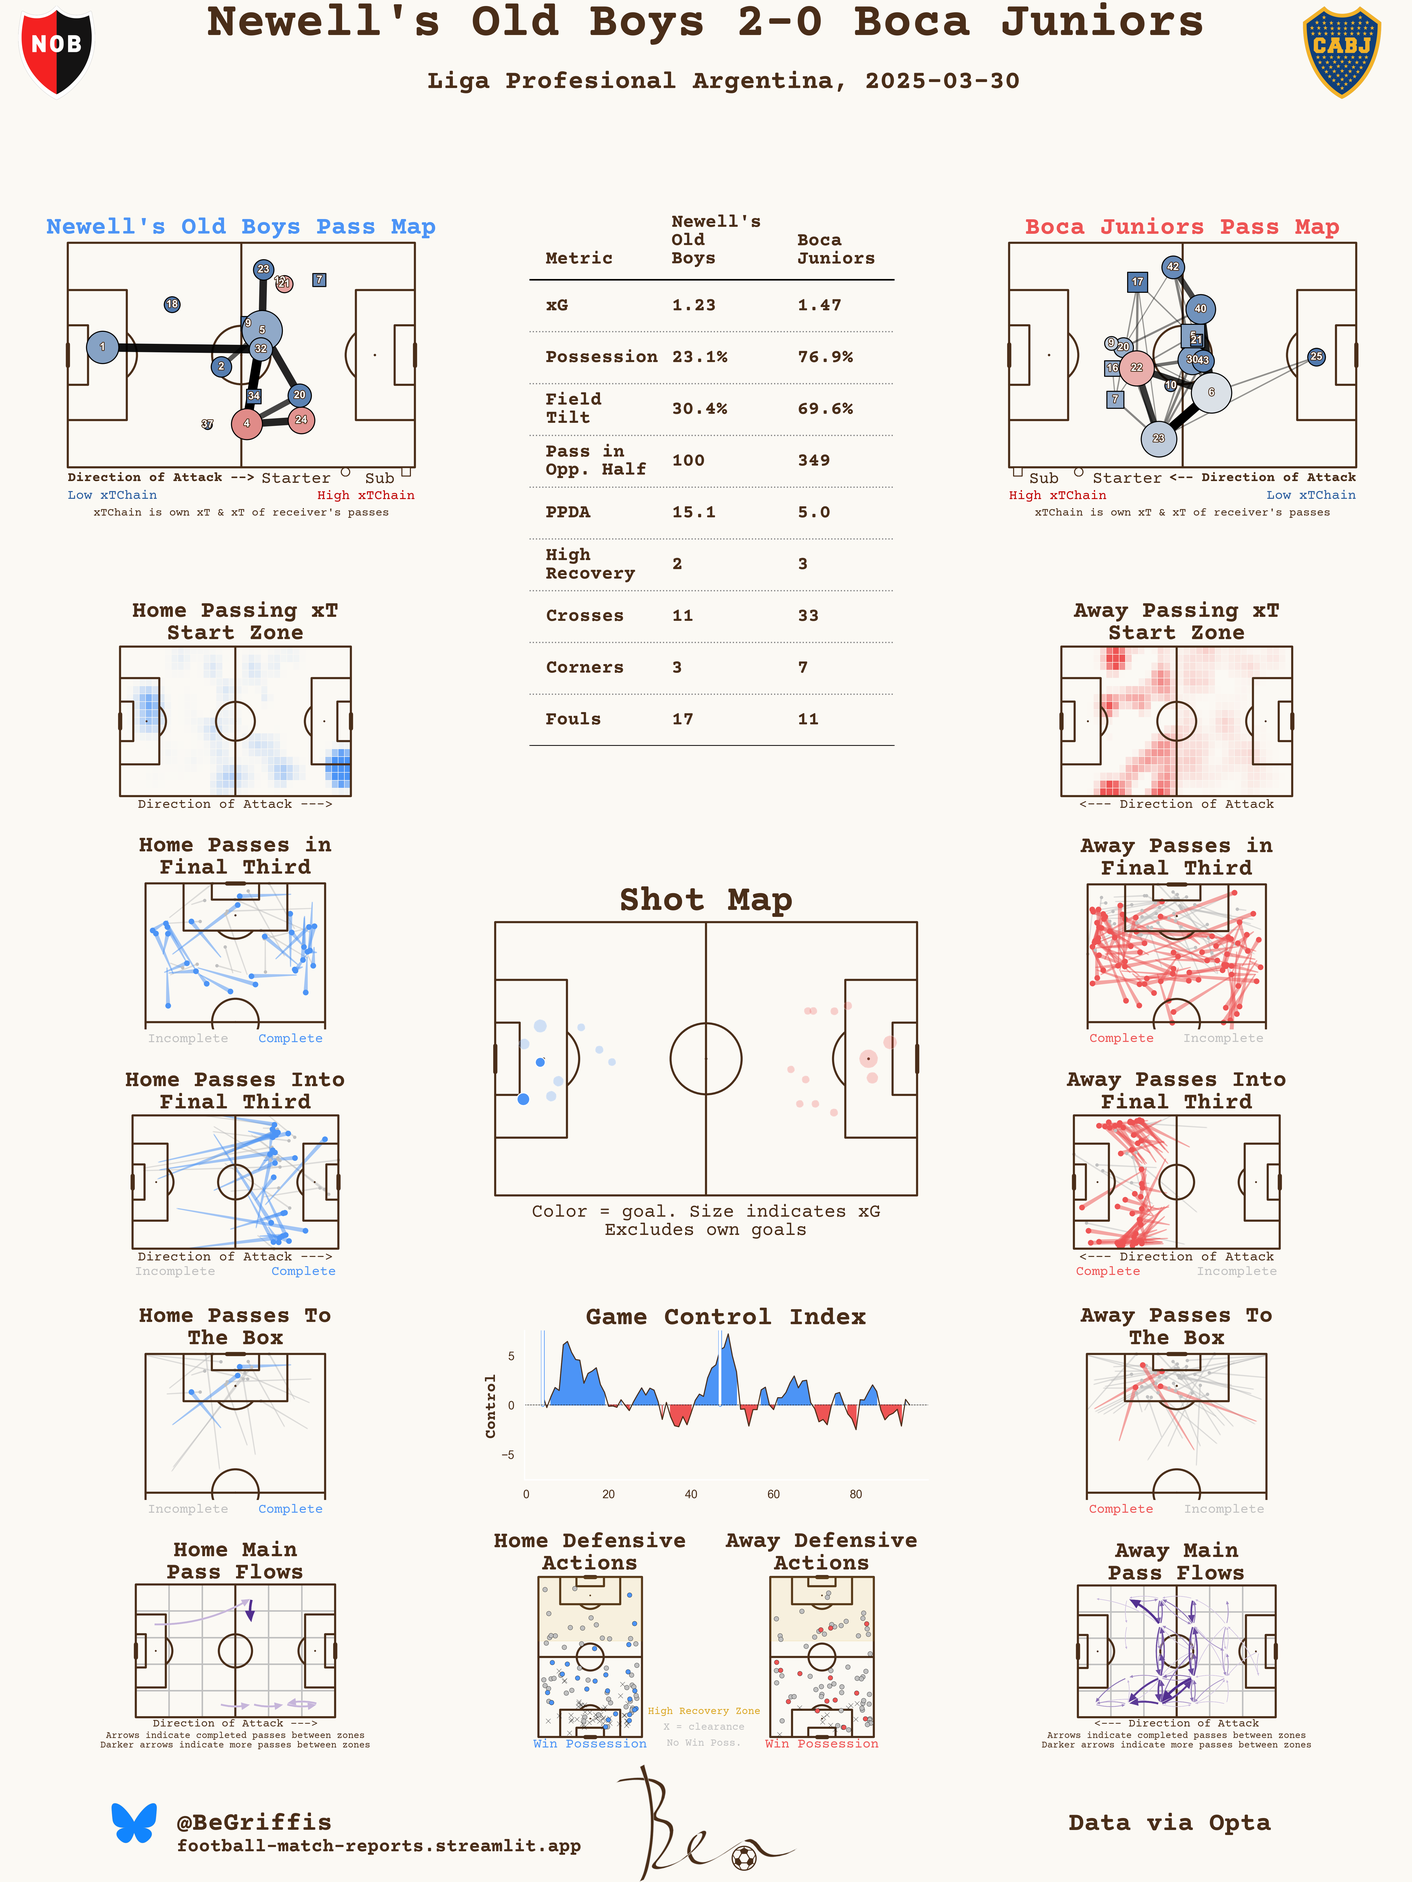 Newell's Old Boys 2-0 Boca Juniors
Liga Profesional Argentina, 2025-03-30
NOB
CABJ
Newell's Old Boys Pass Map
23
21
7
18
9
5
1
32
2
34
20
4
24
37
Direction of Attack --> Starter Sub
Low xTChain High xTChain
xTChain is own xT & xT of receiver's passes
Metric Newell's Old Boys Boca Juniors
xG 1.23 1.47
Possession 23.1% 76.9%
Field Tilt 30.4% 69.6%
Pass in Opp. Half 100 349
PPDA 15.1 5.0
High Recovery 2 3
Crosses 11 33
Corners 3 7
Fouls 17 11
Boca Juniors Pass Map
42
17
40
5
21
9
20
30
43
25
16
22
10
6
7
23
Sub Starter <-- Direction of Attack
High xTChain Low xTChain
xTChain is own xT & xT of receiver's passes
Home Passing xT
Start Zone
Direction of Attack --->
Away Passing xT
Start Zone
<--- Direction of Attack
Home Passes in
Final Third
Incomplete Complete
Away Passes in
Final Third
Complete Incomplete
Shot Map
Color = goal. Size indicates xG
Excludes own goals
Home Passes Into
Final Third
Direction of Attack --->
Incomplete Complete
Away Passes Into
Final Third
<--- Direction of Attack
Complete Incomplete
Home Passes To
The Box
Incomplete Complete
Game Control Index
Control
5
0
−5
0 20 40 60 80
Away Passes To
The Box
Complete Incomplete
Home Main
Pass Flows
Direction of Attack --->
Arrows indicate completed passes between zones
Darker arrows indicate more passes between zones
Home Defensive
Actions
Win Possession
High Recovery Zone
X = clearance
No Win Poss.
Away Defensive
Actions
Win Possession
Away Main
Pass Flows
<--- Direction of Attack
Arrows indicate completed passes between zones
Darker arrows indicate more passes between zones
@BeGriffis
football-match-reports.streamlit.app
Ben
Data via Opta